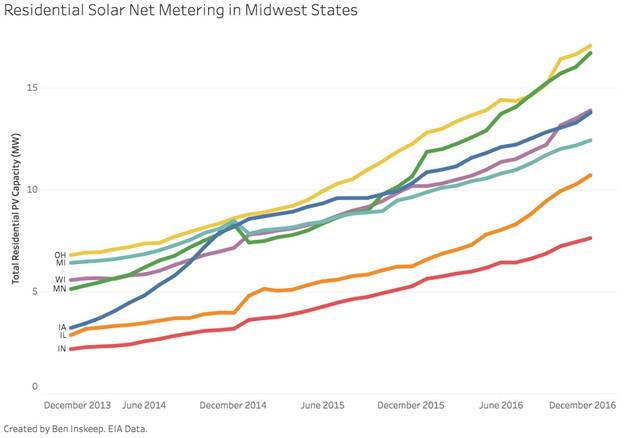 Residential Solar Net Metering in Midwest States
Total Residential PV Capacity (MW)
15
10
5
0
OH
MI
WI
MN
IA
IL
IN
December 2013 June 2014 December 2014 June 2015 December 2015 June 2016 December 2016
Created by Ben Inskeep. EIA Data.